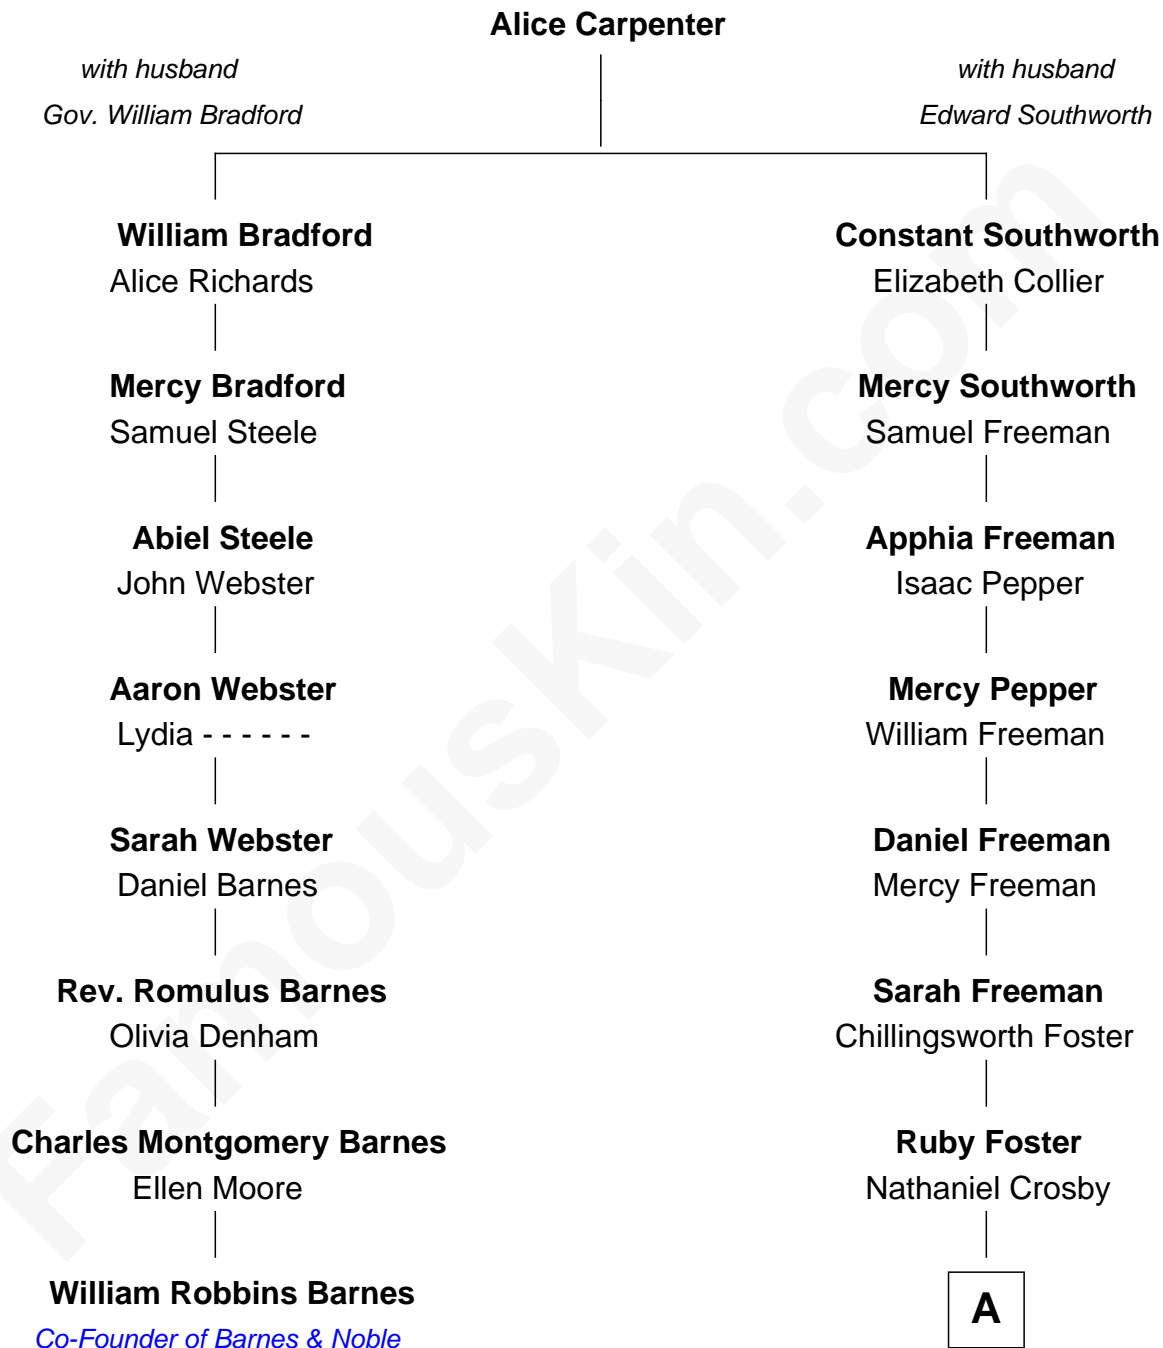 Alice Carpenter
with husband
Gov. William Bradford
with husband
Edward Southworth
William Bradford
Alice Richards
Mercy Bradford
Samuel Steele
Abiel Steele
John Webster
Aaron Webster
Lydia - - - - - -
Sarah Webster
Daniel Barnes
Rev. Romulus Barnes
Olivia Denham
Charles Montgomery Barnes
Ellen Moore
William Robbins Barnes
Co-Founder of Barnes & Noble
Constant Southworth
Elizabeth Collier
Mercy Southworth
Samuel Freeman
Apphia Freeman
Isaac Pepper
Mercy Pepper
William Freeman
Daniel Freeman
Mercy Freeman
Sarah Freeman
Chillingsworth Foster
Ruby Foster
Nathaniel Crosby
A
FamousKin.com